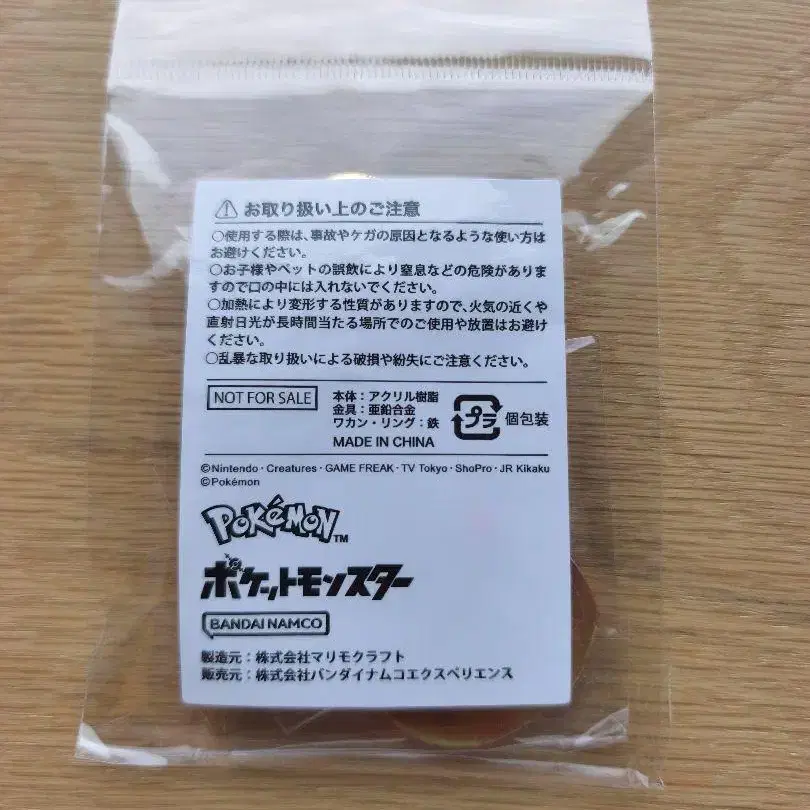 お取り扱い上のご注意
○使用する際は、事故やケガの原因となるような使い方は
お避けください。
○お子様やペットの誤飲により窒息などの危険がありま
すので口の中には入れないでください。
○加熱により変形する性質がありますので、火気の近くや
直射日光が長時間当たる場所でのご使用や放置はお避け
ください。
○乱暴な取り扱いによる破損や紛失にご注意ください。
NOT FOR SALE
本体：アクリル樹脂
金具：亜鉛合金
ワカン・リング：鉄
MADE IN CHINA
プラ
個包装
©Nintendo・Creatures・GAME FREAK・TV Tokyo・ShoPro・JR Kikaku
©Pokémon
POKéMON™
ポケットモンスター
BANDAI NAMCO
製造元：株式会社マリモクラフト
販売元：株式会社バンダイナムコエクスペリエンス